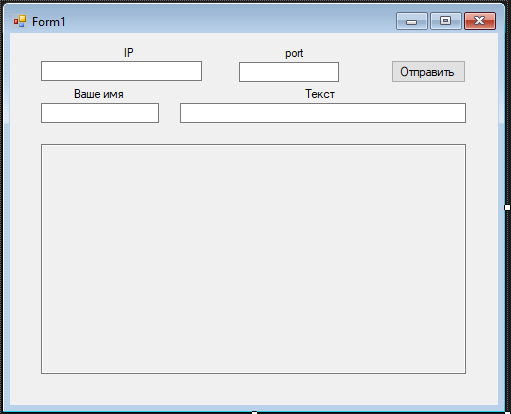 Form1
IP
port
Отправить
Ваше имя
Текст